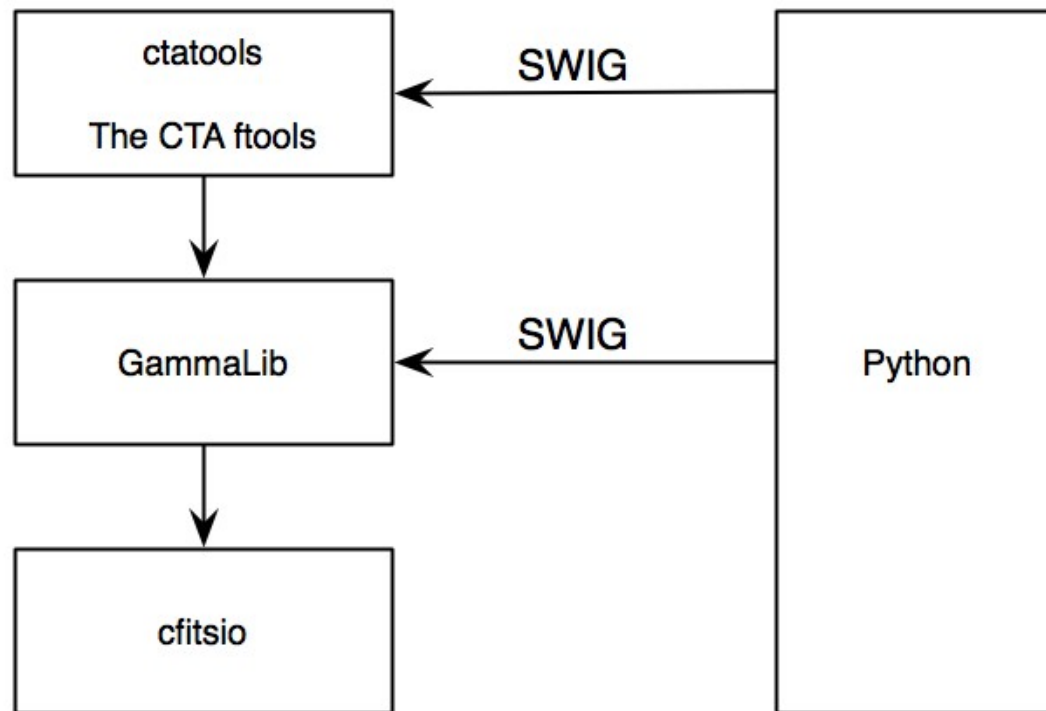 ctatools
The CTA ftools
SWIG
GammaLib
SWIG
Python
cfitsio